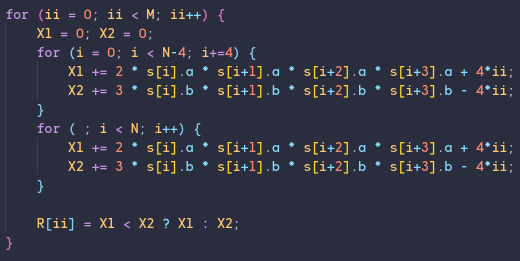 for (ii = 0; ii < M; ii++) {
X1 = 0; X2 = 0;
for (i = 0; i < N-4; i+=4) {
X1 += 2 * s[i].a * s[i+1].a * s[i+2].a * s[i+3].a + 4*ii;
X2 += 3 * s[i].b * s[i+1].b * s[i+2].b * s[i+3].b - 4*ii;
}
for ( ; i < N; i++) {
X1 += 2 * s[i].a * s[i+1].a * s[i+2].a * s[i+3].a + 4*ii;
X2 += 3 * s[i].b * s[i+1].b * s[i+2].b * s[i+3].b - 4*ii;
}
R[ii] = X1 < X2 ? X1 : X2;
}